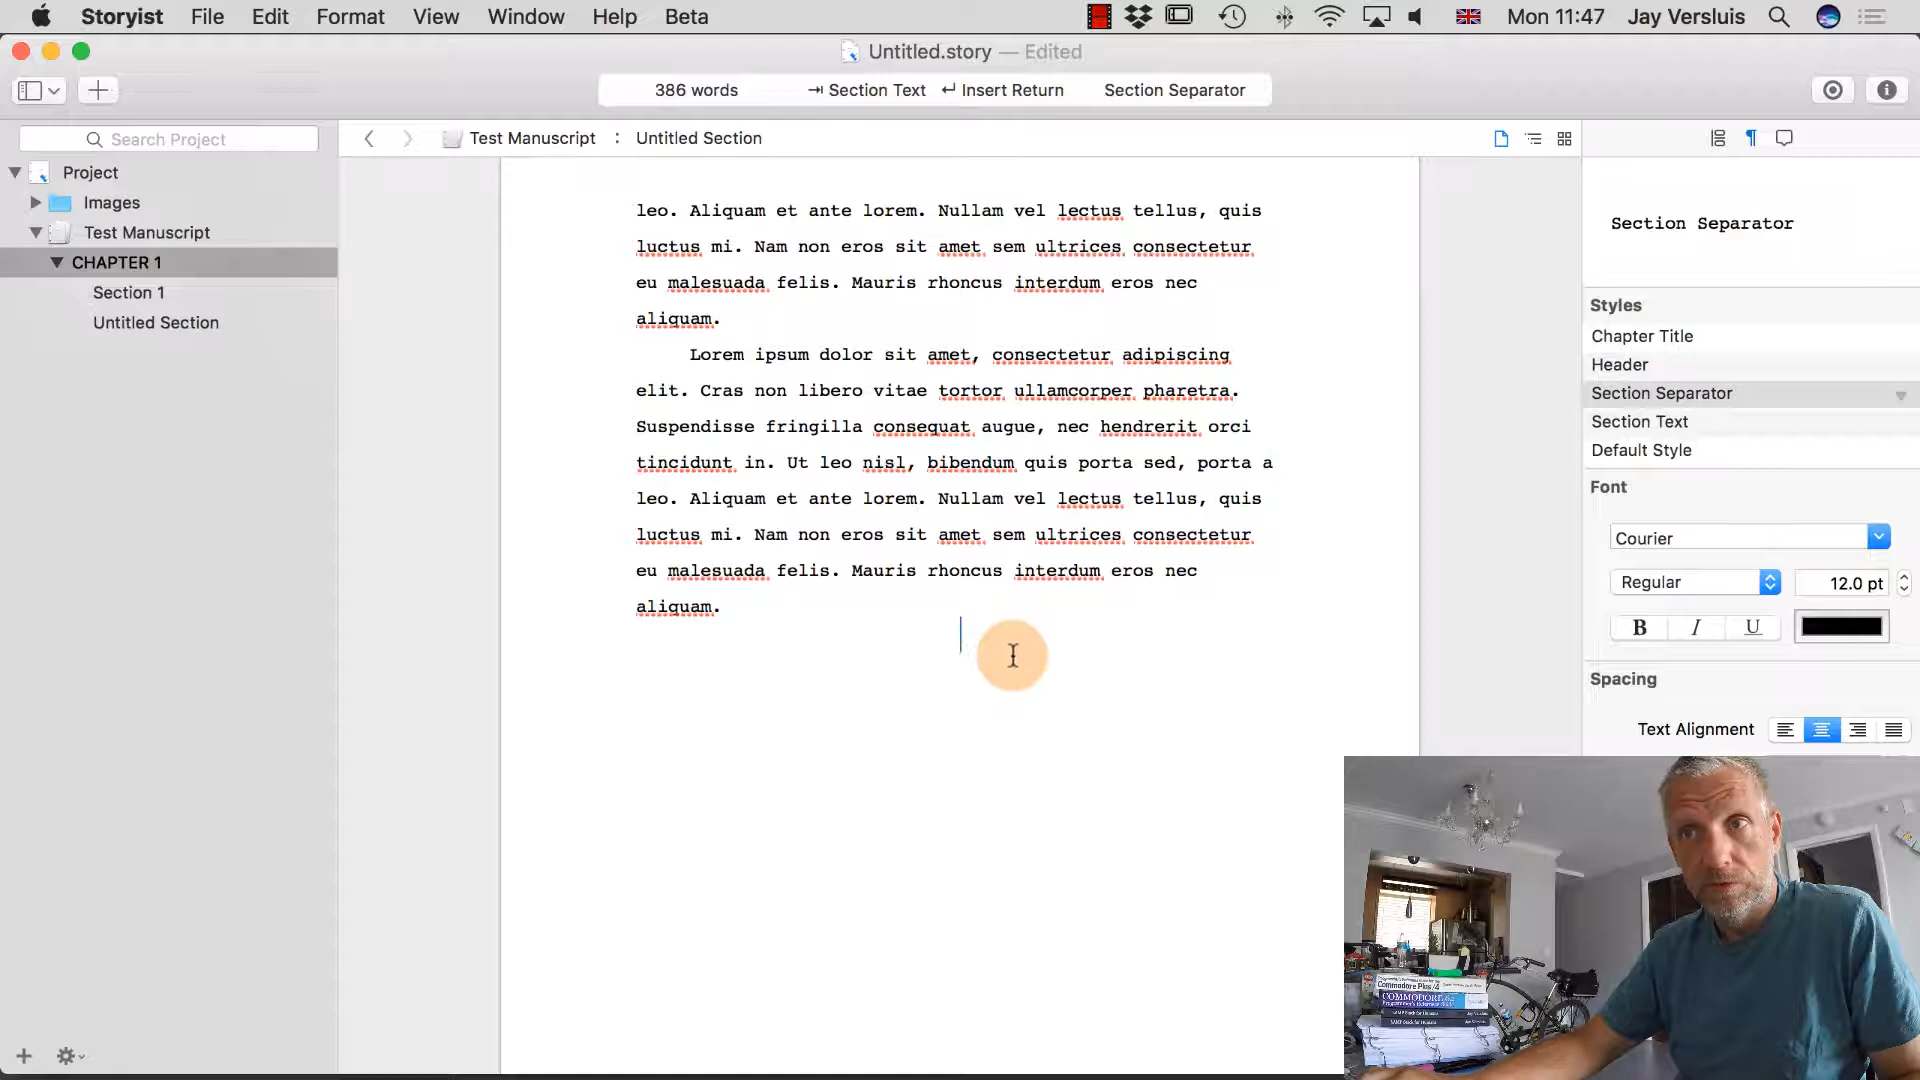 Storyist File Edit Format View Window Help Beta Mon 11:47 Jay Versluis
Untitled.story — Edited
386 words Section Text Insert Return Section Separator
Search Project
Test Manuscript : Untitled Section
Project
Images
Test Manuscript
CHAPTER 1
Section 1
Untitled Section
leo. Aliquam et ante lorem. Nullam vel lectus tellus, quis
luctus mi. Nam non eros sit amet sem ultrices consectetur
eu malesuada felis. Mauris rhoncus interdum eros nec
aliquam.
Lorem ipsum dolor sit amet, consectetur adipiscing
elit. Cras non libero vitae tortor ullamcorper pharetra.
Suspendisse fringilla consequat augue, nec hendrerit orci
tincidunt in. Ut leo nisl, bibendum quis porta sed, porta a
leo. Aliquam et ante lorem. Nullam vel lectus tellus, quis
luctus mi. Nam non eros sit amet sem ultrices consectetur
eu malesuada felis. Mauris rhoncus interdum eros nec
aliquam.
Section Separator
Styles
Chapter Title
Header
Section Separator
Section Text
Default Style
Font
Courier
Regular 12.0 pt
B I U
Spacing
Text Alignment
Commodore Plus/4
COMMODORE 64